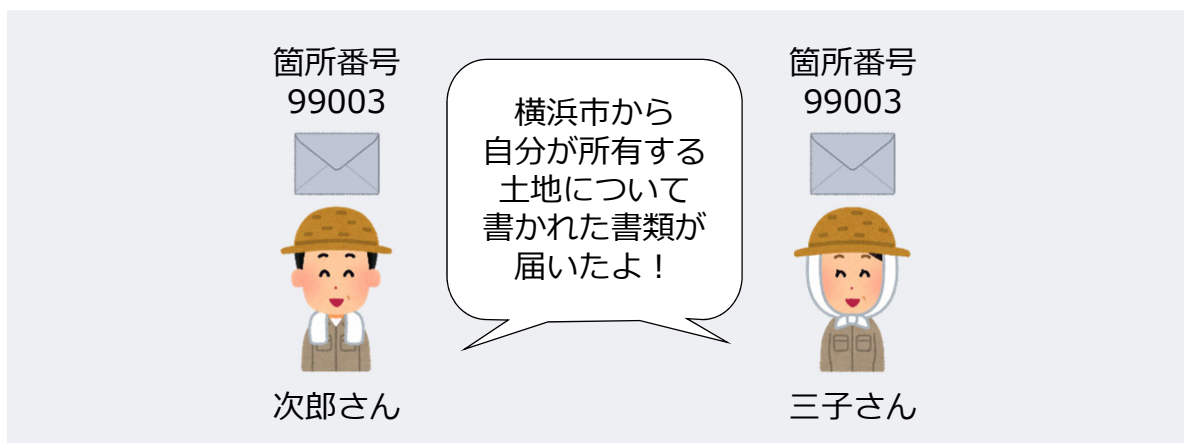 箇所番号
99003
横浜市から
自分が所有する
土地について
書かれた書類が
届いたよ！
箇所番号
99003
次郎さん
三子さん